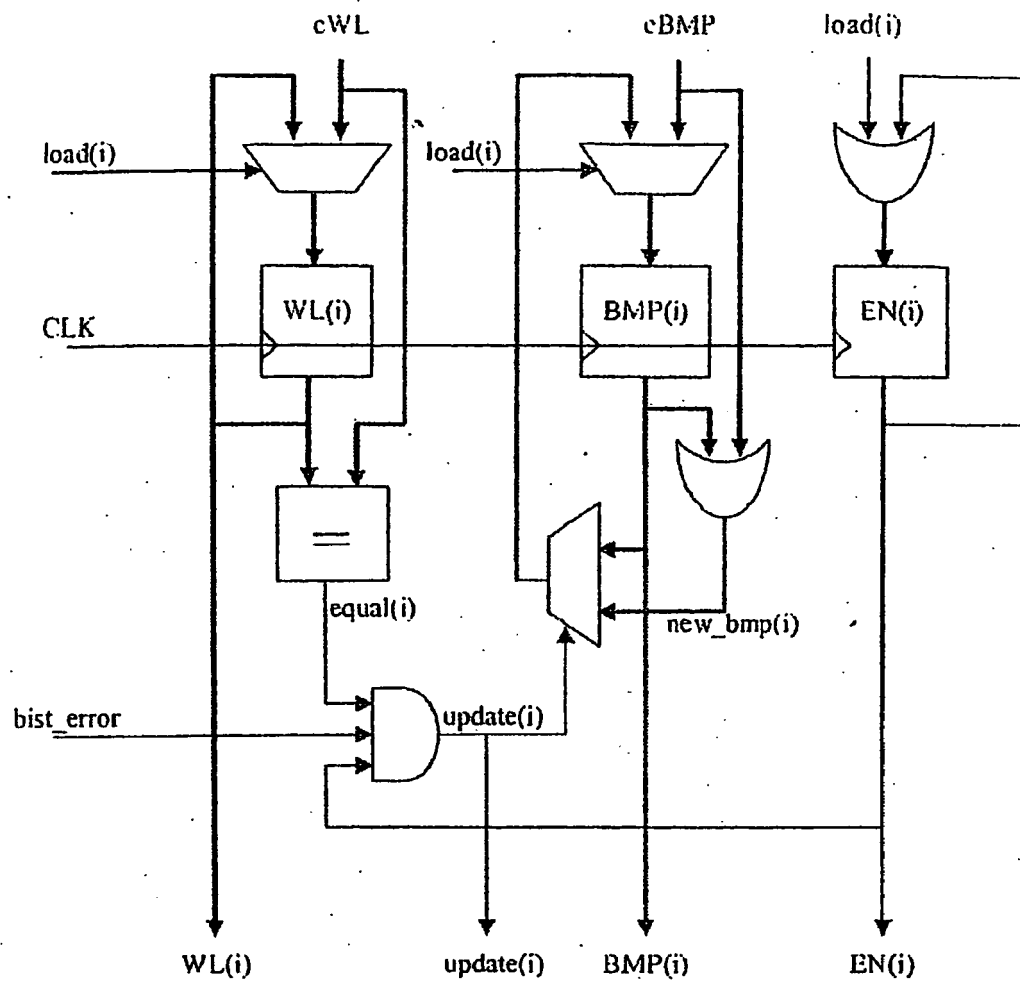 cWL
cBMP
load(i)
load(i)
load(i)
WL(i)
BMP(i)
EN(i)
CLK
=
equal(i)
new_bmp(i)
bist_error
update(i)
WL(i)
update(i)
BMP(i)
EN(i)